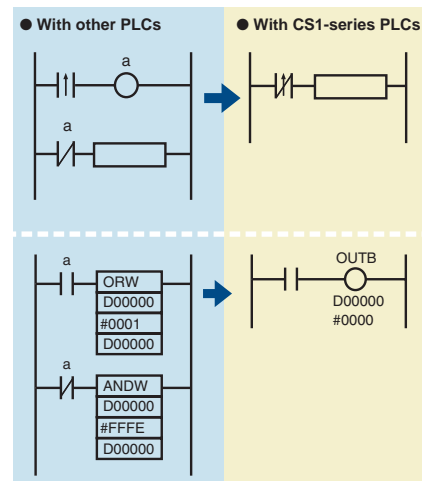 ● With other PLCs
● With CS1-series PLCs
a
a
a
ORW
D00000
#0001
D00000
a
ANDW
D00000
#FFFE
D00000
OUTB
D00000
#0000